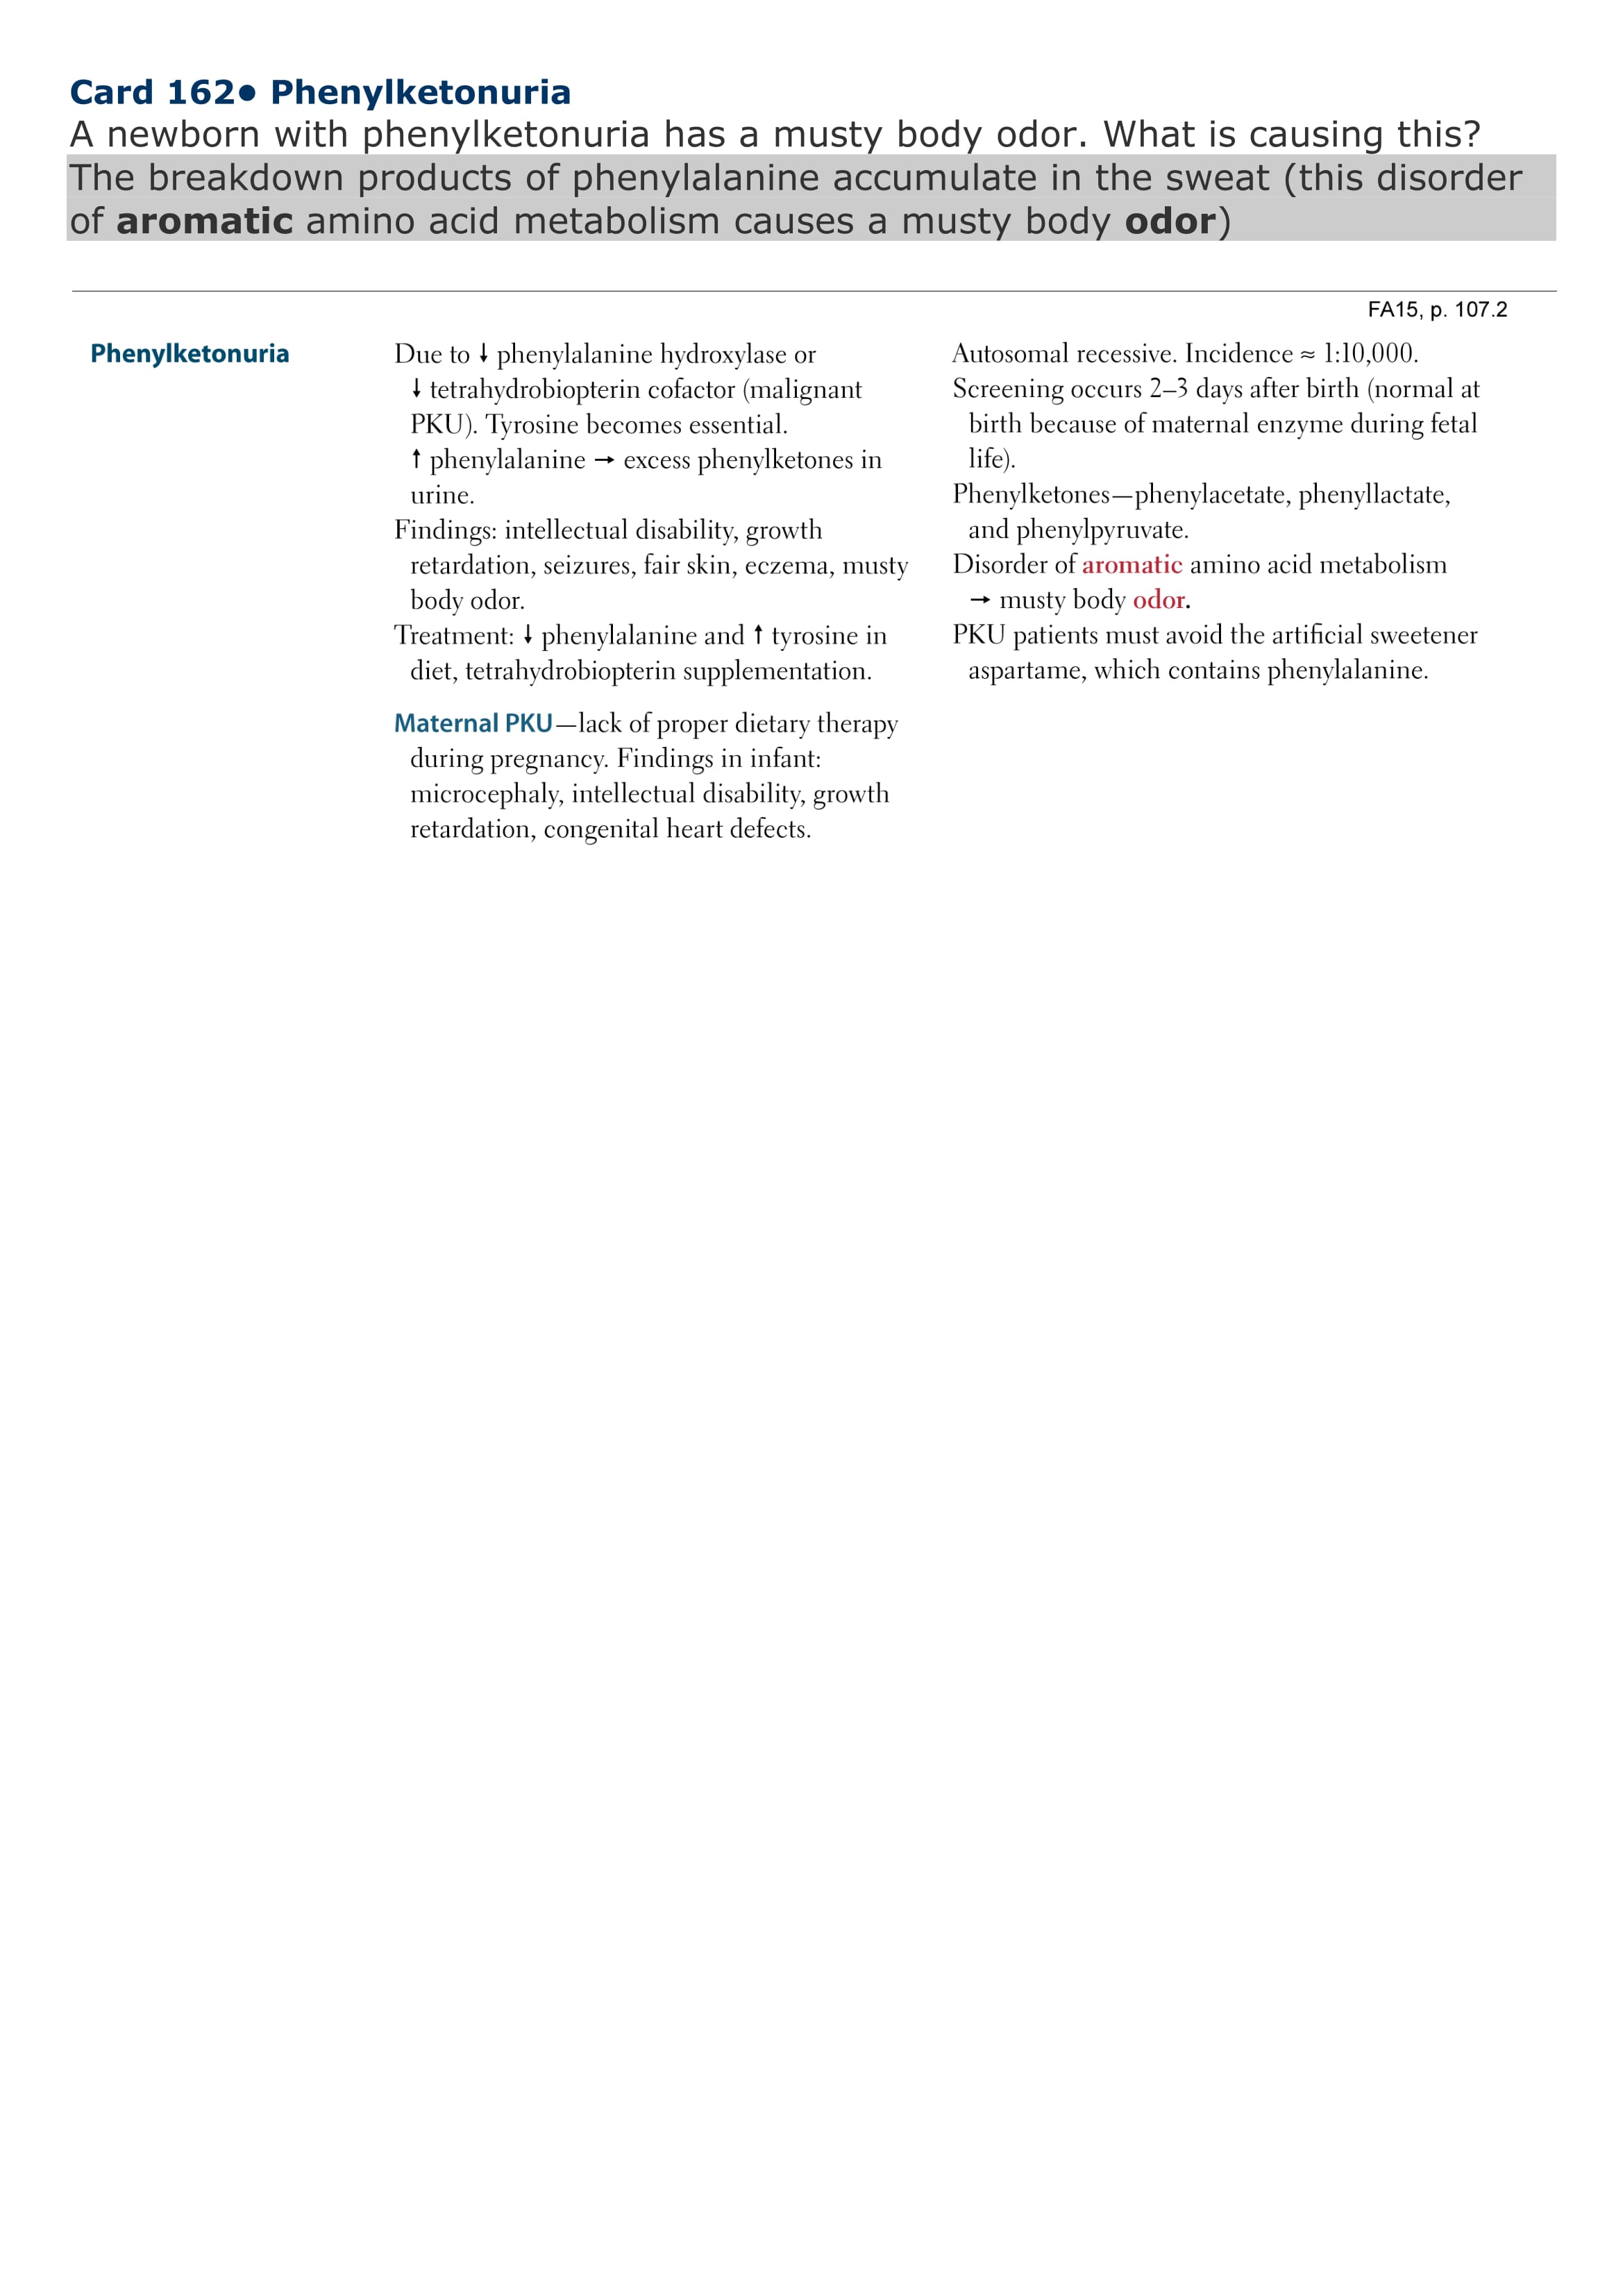 Card 162• Phenylketonuria
A newborn with phenylketonuria has a musty body odor. What is causing this?
The breakdown products of phenylalanine accumulate in the sweat (this disorder
of aromatic amino acid metabolism causes a musty body odor)
FA15, p. 107.2
Phenylketonuria
Due to ↓ phenylalanine hydroxylase or
↓ tetrahydrobiopterin cofactor (malignant
PKU). Tyrosine becomes essential.
↑ phenylalanine → excess phenylketones in
urine.
Findings: intellectual disability, growth
retardation, seizures, fair skin, eczema, musty
body odor.
Treatment: ↓ phenylalanine and ↑ tyrosine in
diet, tetrahydrobiopterin supplementation.
Maternal PKU—lack of proper dietary therapy
during pregnancy. Findings in infant:
microcephaly, intellectual disability, growth
retardation, congenital heart defects.
Autosomal recessive. Incidence ≈ 1:10,000.
Screening occurs 2–3 days after birth (normal at
birth because of maternal enzyme during fetal
life).
Phenylketones—phenylacetate, phenyllactate,
and phenylpyruvate.
Disorder of aromatic amino acid metabolism
→ musty body odor.
PKU patients must avoid the artificial sweetener
aspartame, which contains phenylalanine.